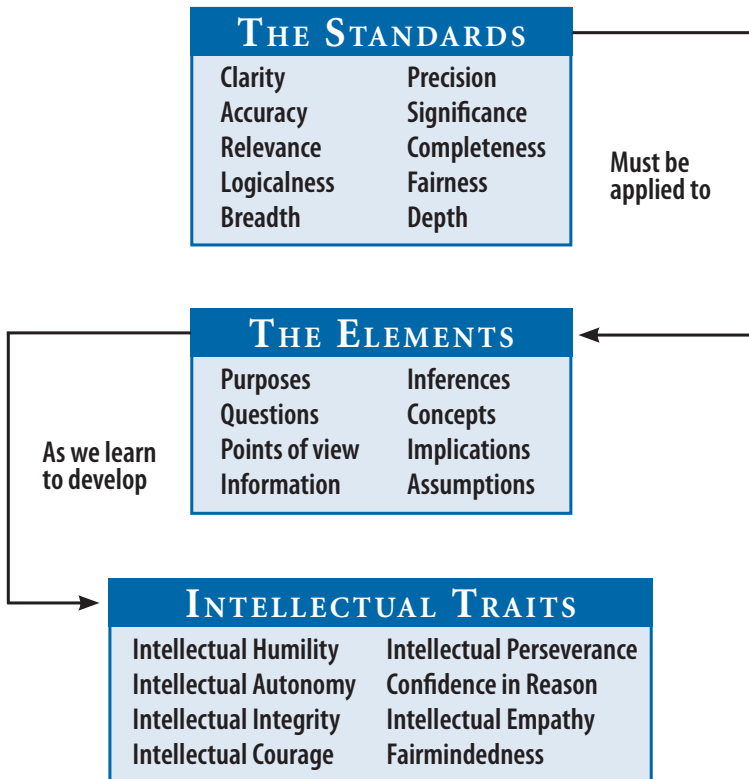 THE STANDARDS
Clarity Precision
Accuracy Significance
Relevance Completeness
Logicalness Fairness
Breadth Depth
Must be
applied to
THE ELEMENTS
Purposes Inferences
Questions Concepts
Points of view Implications
Information Assumptions
As we learn
to develop
INTELLECTUAL TRAITS
Intellectual Humility Intellectual Perseverance
Intellectual Autonomy Confidence in Reason
Intellectual Integrity Intellectual Empathy
Intellectual Courage Fairmindedness